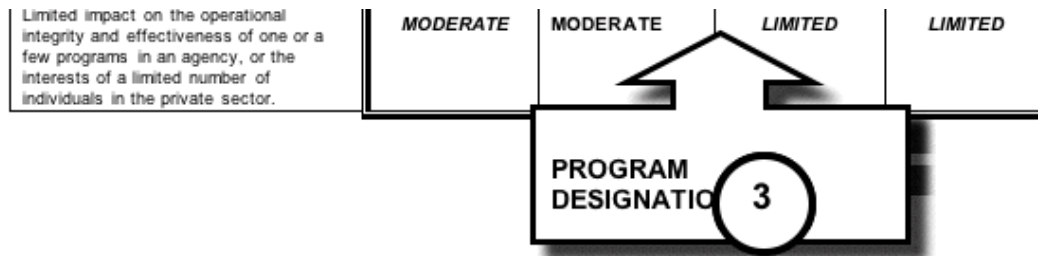 Limited impact on the operational
integrity and effectiveness of one or a
few programs in an agency, or the
interests of a limited number of
individuals in the private sector.
MODERATE MODERATE LIMITED LIMITED
PROGRAM
DESIGNATIO
3